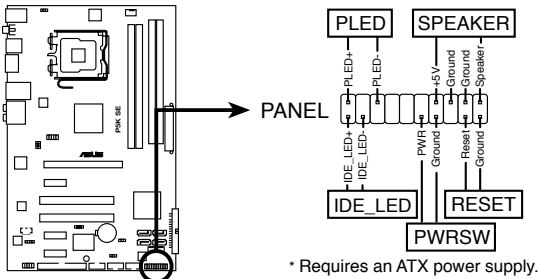 PLED SPEAKER
PLED+
PLED-
+5V
Ground
Ground
Speaker
P5K SE
ASUS
PANEL
IDE_LED+
IDE_LED-
PWR
Ground
Reset
Ground
IDE_LED
RESET
PWRSW
* Requires an ATX power supply.